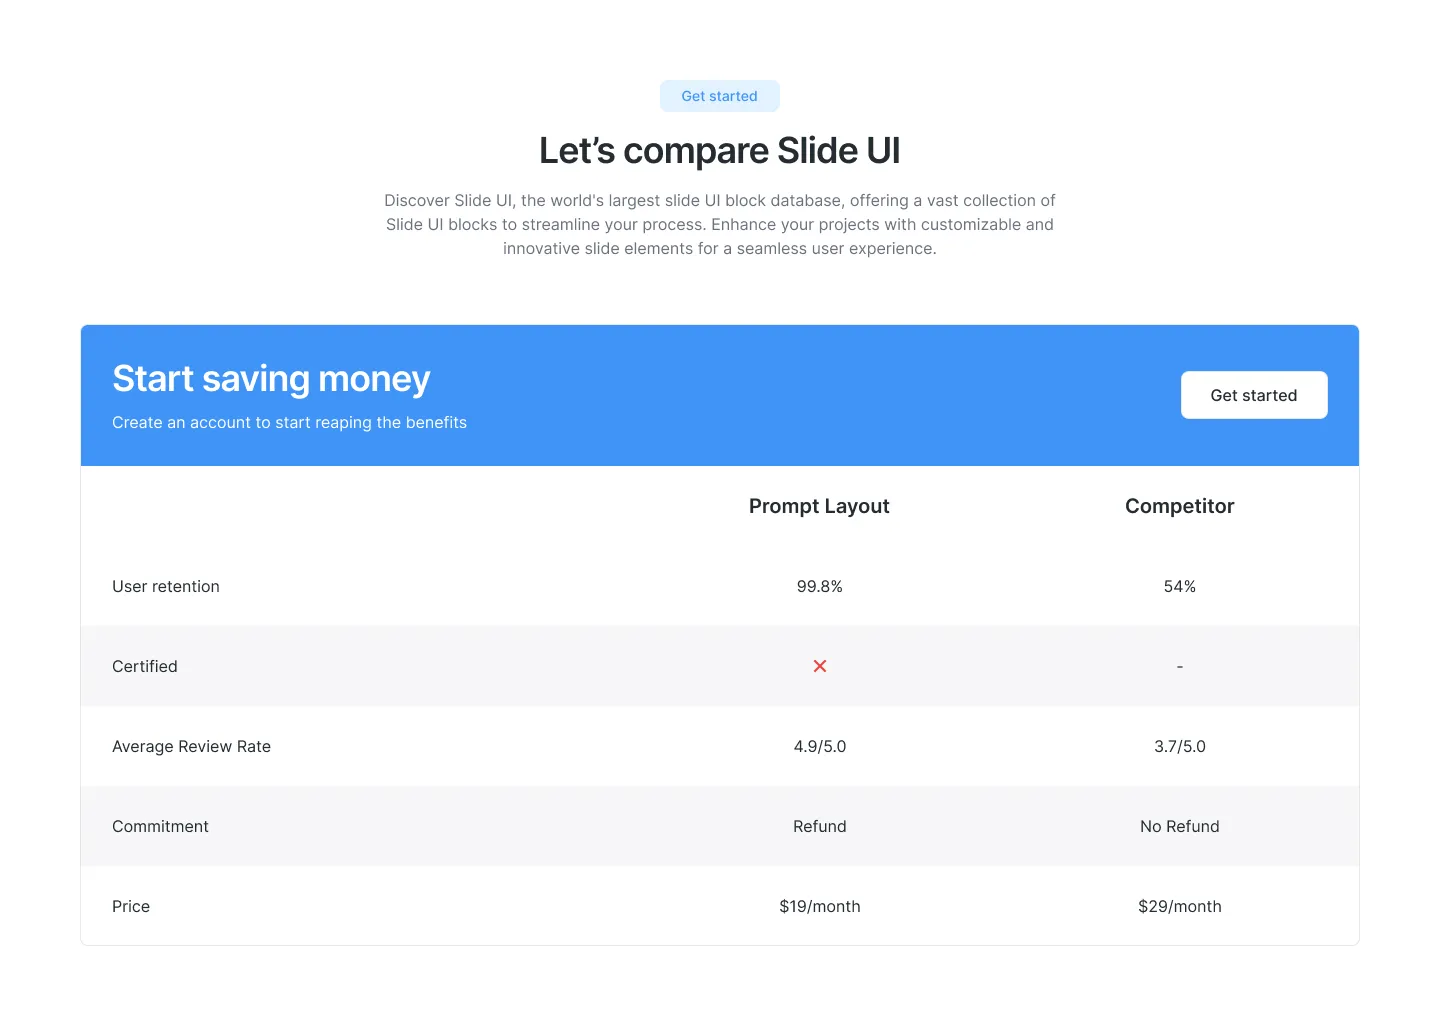 Get started
Let’s compare Slide UI
Discover Slide UI, the world's largest slide UI block database, offering a vast collection of
Slide UI blocks to streamline your process. Enhance your projects with customizable and
innovative slide elements for a seamless user experience.
Start saving money
Create an account to start reaping the benefits
Get started
Prompt Layout Competitor
User retention 99.8% 54%
Certified ✕ -
Average Review Rate 4.9/5.0 3.7/5.0
Commitment Refund No Refund
Price $19/month $29/month